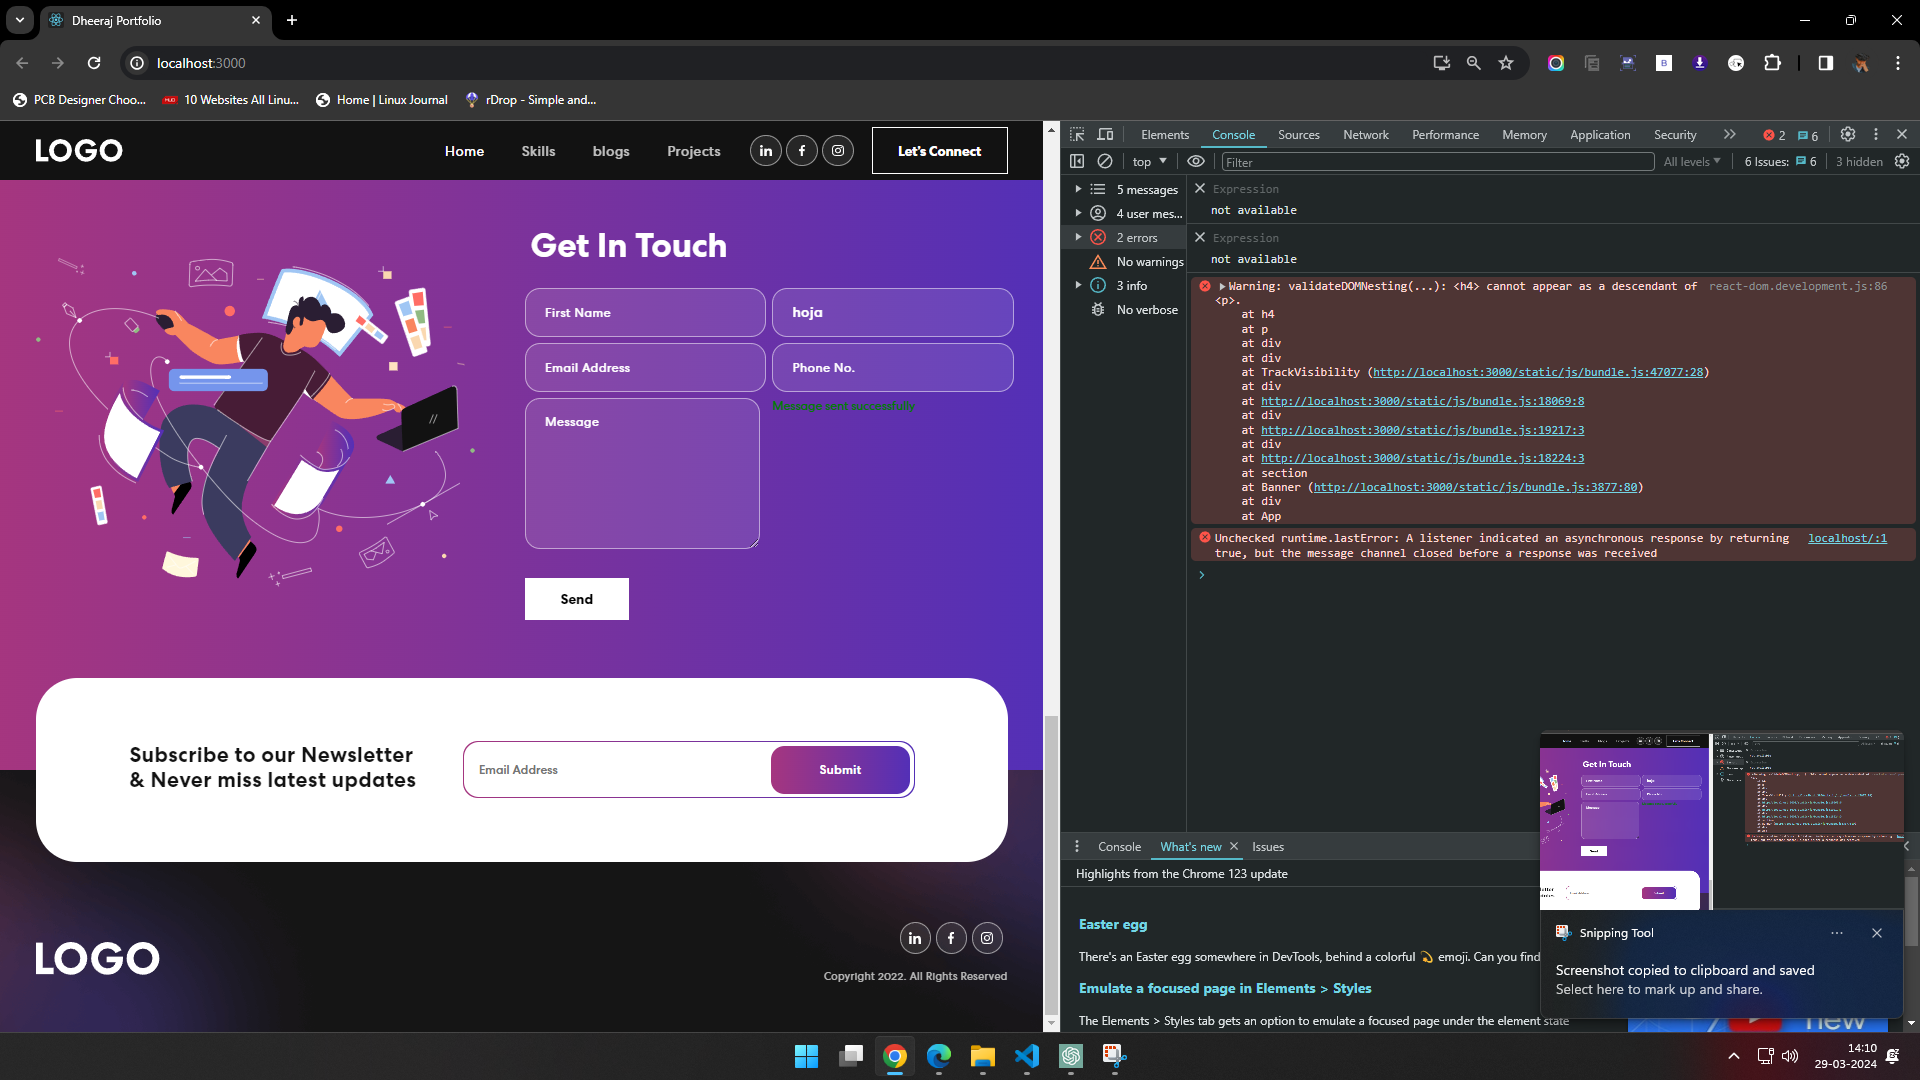 Dheeraj Portfolio
localhost:3000
PCB Designer Choo...
10 Websites All Linu...
Home | Linux Journal
rDrop - Simple and...
LOGO
Home
Skills
blogs
Projects
Let's Connect
Get In Touch
First Name
hoja
Email Address
Phone No.
Message
Message sent successfully
Send
Subscribe to our Newsletter
& Never miss latest updates
Email Address
Submit
LOGO
Copyright 2022. All Rights Reserved
Elements
Console
Sources
Network
Performance
Memory
Application
Security
2
6
top
Filter
All levels
6 Issues:
6
3 hidden
5 messages
4 user mes...
2 errors
No warnings
3 info
No verbose
Expression
not available
Expression
not available
Warning: validateDOMNesting(...): <h4> cannot appear as a descendant of react-dom.development.js:86
<p>.
at h4
at p
at div
at div
at TrackVisibility (http://localhost:3000/static/js/bundle.js:47077:28)
at div
at http://localhost:3000/static/js/bundle.js:18069:8
at div
at http://localhost:3000/static/js/bundle.js:19217:3
at div
at http://localhost:3000/static/js/bundle.js:18224:3
at section
at Banner (http://localhost:3000/static/js/bundle.js:3877:80)
at div
at App
Unchecked runtime.lastError: A listener indicated an asynchronous response by returning localhost/:1
true, but the message channel closed before a response was received
Console
What's new
Issues
Highlights from the Chrome 123 update
Easter egg
There's an Easter egg somewhere in DevTools, behind a colorful 💫 emoji. Can you find
Emulate a focused page in Elements > Styles
The Elements > Styles tab gets an option to emulate a focused page under the element state
new
Get In Touch
Snipping Tool
Screenshot copied to clipboard and saved
Select here to mark up and share.
14:10
29-03-2024